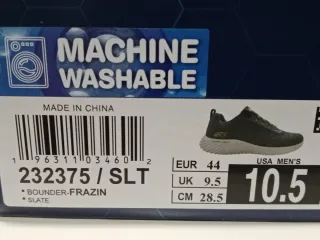 MACHINE
WASHABLE
MADE IN CHINA
1 96311 03460 2
232375 / SLT
* BOUNDER-FRAZIN
* SLATE
EUR 44
UK 9.5
CM 28.5
USA MEN'S
10.5